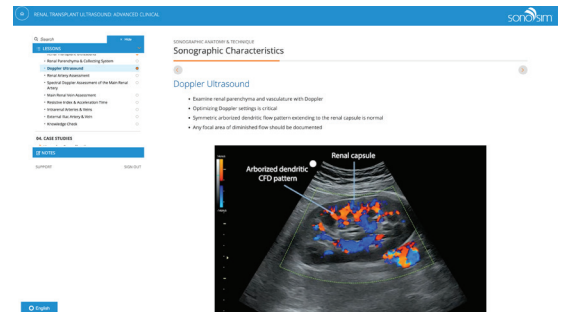 RENAL TRANSPLANT ULTRASOUND: ADVANCED CLINICAL
sonosim
Search
Hide
LESSONS
Renal Parenchyma & Collecting System
Doppler Ultrasound
Renal Artery Assessment
Spectral Doppler Assessment of the Main Renal
Artery
Main Renal Vein Assessment
Resistive Index & Acceleration Time
Intrarenal Arteries & Veins
External Iliac Artery & Vein
Knowledge Check
04. CASE STUDIES
NOTES
SUPPORT
SIGN OUT
English
SONOGRAPHIC ANATOMY & TECHNIQUE
Sonographic Characteristics
Doppler Ultrasound
• Examine renal parenchyma and vasculature with Doppler
• Optimizing Doppler settings is critical
• Symmetric arborized dendritic flow pattern extending to the renal capsule is normal
• Any focal area of diminished flow should be documented
Renal capsule
Arborized dendritic
CFD pattern